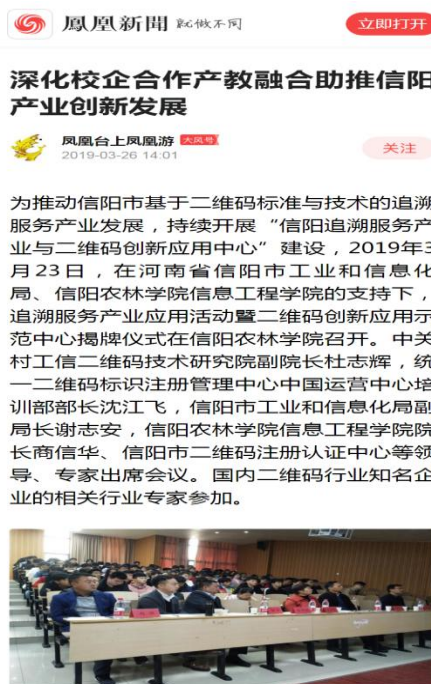 鳳凰新聞 就做不同
立即打开
深化校企合作产教融合助推信阳
产业创新发展
凤凰台上凤凰游 大风号
2019-03-26 14:01
关注
为推动信阳市基于二维码标准与技术的追溯
服务产业发展，持续开展“信阳追溯服务产
业与二维码创新应用中心”建设，2019年3
月23日，在河南省信阳市工业和信息化
局、信阳农林学院信息工程学院的支持下，
追溯服务产业应用活动暨二维码创新应用示
范中心揭牌仪式在信阳农林学院召开。中关
村工信二维码技术研究院副院长杜志辉，统
一二维码标识注册管理中心中国运营中心培
训部部长沈江飞，信阳市工业和信息化局副
局长谢志安，信阳农林学院信息工程学院院
长商信华、信阳市二维码注册认证中心等领
导、专家出席会议。国内二维码行业知名企
业的相关行业专家参加。